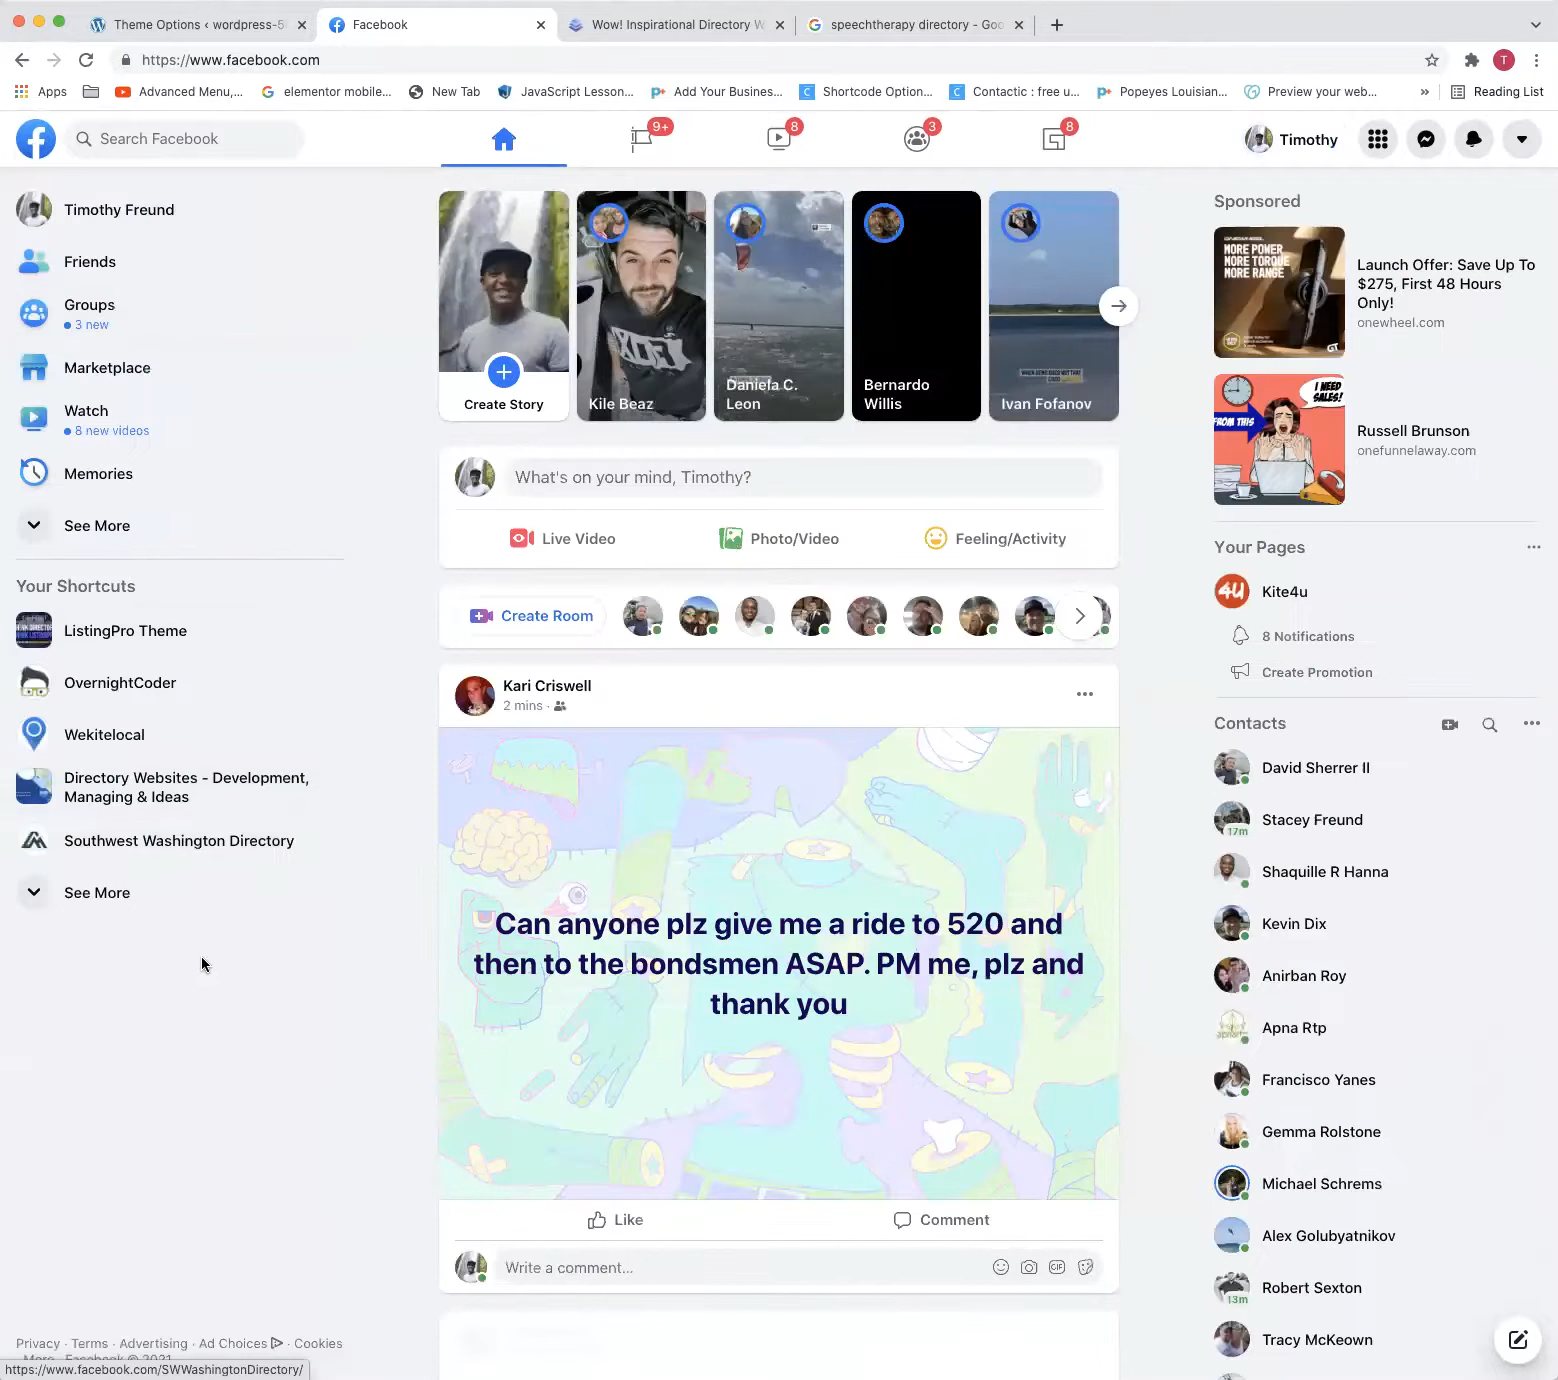 Theme Options ‹ wordpress-5
Facebook
Wow! Inspirational Directory W
speechtherapy directory - Goo
https://www.facebook.com
T
Apps
Advanced Menu,...
elementor mobile...
New Tab
JavaScript Lesson...
Add Your Busines...
Shortcode Option...
Contactic : free u...
Popeyes Louisian...
Preview your web...
»
Reading List
Search Facebook
9+
8
3
8
Timothy
Timothy Freund
Friends
Groups
3 new
Marketplace
Watch
8 new videos
Memories
See More
Your Shortcuts
ListingPro Theme
OvernightCoder
Wekitelocal
Directory Websites - Development,
Managing & Ideas
Southwest Washington Directory
See More
Privacy · Terms · Advertising · Ad Choices · Cookies
https://www.facebook.com/SWWashingtonDirectory/
Create Story
Kile Beaz
Daniela C.
Leon
Bernardo
Willis
Ivan Fofanov
What's on your mind, Timothy?
Live Video
Photo/Video
Feeling/Activity
Create Room
Kari Criswell
2 mins ·
Can anyone plz give me a ride to 520 and
then to the bondsmen ASAP. PM me, plz and
thank you
Like
Comment
Write a comment...
GIF
Sponsored
MORE POWER
MORE TORQUE
MORE RANGE
GT
Launch Offer: Save Up To
$275, First 48 Hours
Only!
onewheel.com
I NEED
SALES!
FROM THIS
Russell Brunson
onefunnelaway.com
Your Pages
4U
Kite4u
8 Notifications
Create Promotion
Contacts
David Sherrer II
Stacey Freund
17m
Shaquille R Hanna
Kevin Dix
Anirban Roy
Apna Rtp
Francisco Yanes
Gemma Rolstone
Michael Schrems
Alex Golubyatnikov
Robert Sexton
13m
Tracy McKeown